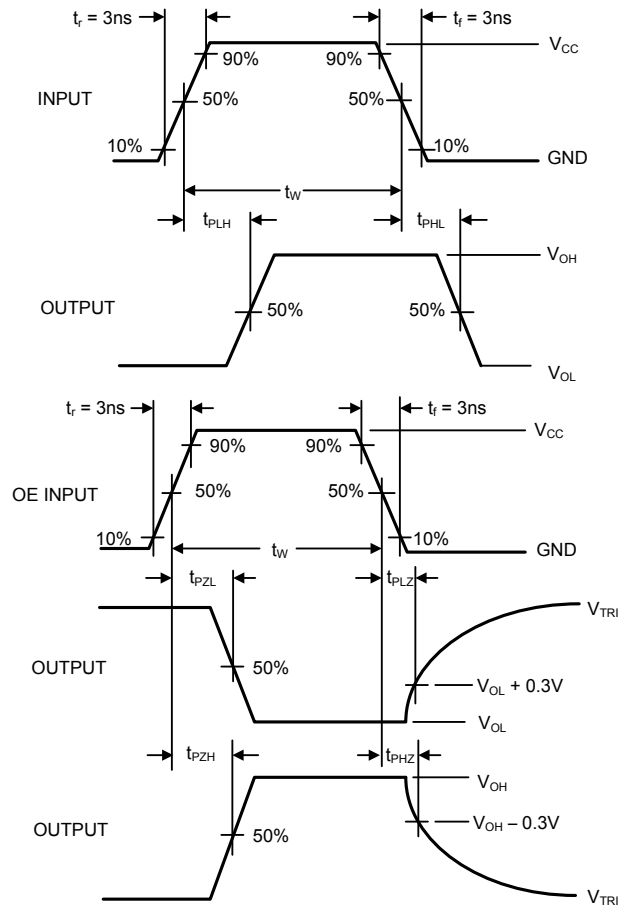 tr = 3ns
tf = 3ns
VCC
90%
90%
INPUT
50%
50%
10%
10%
GND
tW
tPLH
tPHL
VOH
OUTPUT
50%
50%
VOL
tr = 3ns
tf = 3ns
VCC
90%
90%
OE INPUT
50%
50%
10%
10%
GND
tW
tPZL
tPLZ
VTRI
OUTPUT
50%
VOL + 0.3V
VOL
tPZH
tPHZ
VOH
OUTPUT
50%
VOH – 0.3V
VTRI